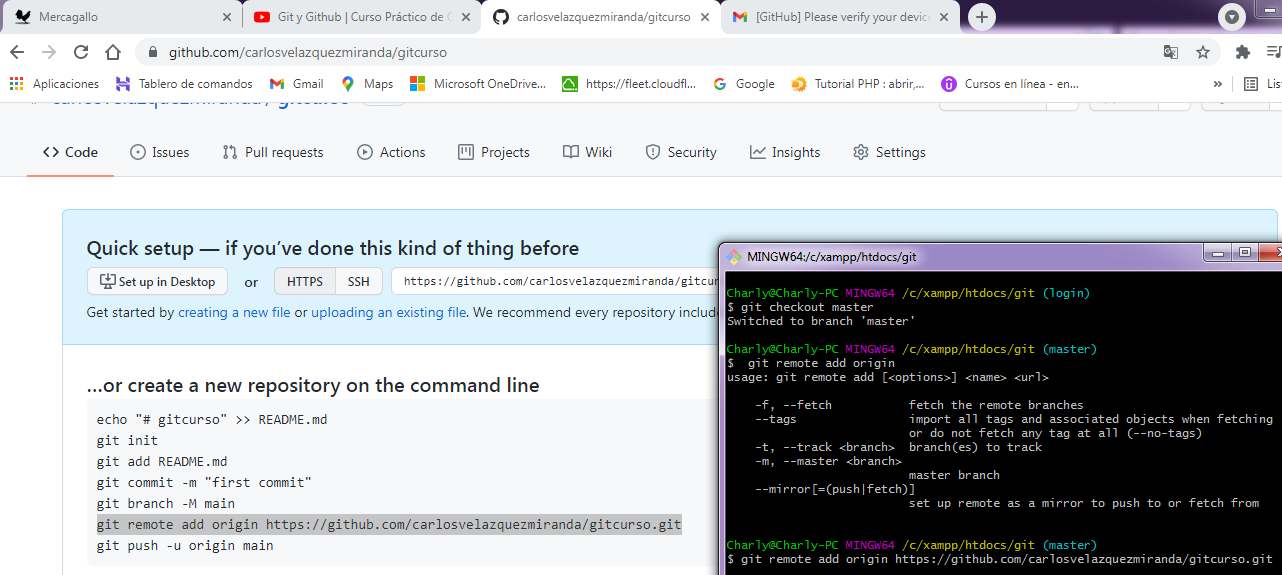 Mercagallo
Git y Github | Curso Práctico de G
carlosvelazquezmiranda/gitcurso
[GitHub] Please verify your device
github.com/carlosvelazquezmiranda/gitcurso
Aplicaciones
Tablero de comandos
Gmail
Maps
Microsoft OneDrive...
https://fleet.cloudfl...
Google
Tutorial PHP : abrir,...
Cursos en línea - en...
»
carlosvelazquezmiranda/gitcurso
<> Code
Issues
Pull requests
Actions
Projects
Wiki
Security
Insights
Settings
Quick setup — if you’ve done this kind of thing before
Set up in Desktop or HTTPS SSH https://github.com/carlosvelazquezmiranda/gitcur
Get started by creating a new file or uploading an existing file. We recommend every repository include
…or create a new repository on the command line
echo "# gitcurso" >> README.md
git init
git add README.md
git commit -m "first commit"
git branch -M main
git remote add origin https://github.com/carlosvelazquezmiranda/gitcurso.git
git push -u origin main
MINGW64:/c/xampp/htdocs/git
Charly@Charly-PC MINGW64 /c/xampp/htdocs/git (login)
$ git checkout master
Switched to branch 'master'
Charly@Charly-PC MINGW64 /c/xampp/htdocs/git (master)
$  git remote add origin
usage: git remote add [<options>] <name> <url>
-f, --fetch fetch the remote branches
--tags import all tags and associated objects when fetching
or do not fetch any tag at all (--no-tags)
-t, --track <branch> branch(es) to track
-m, --master <branch>
master branch
--mirror[=(push|fetch)]
set up remote as a mirror to push to or fetch from
Charly@Charly-PC MINGW64 /c/xampp/htdocs/git (master)
$ git remote add origin https://github.com/carlosvelazquezmiranda/gitcurso.git